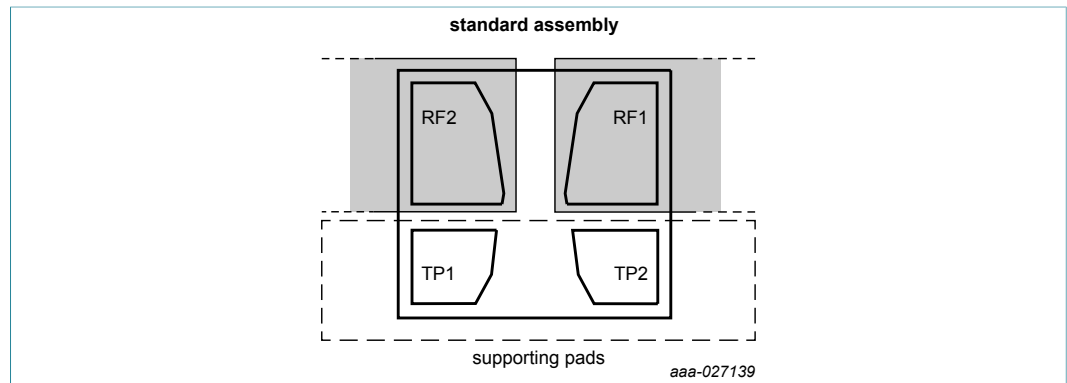 standard assembly
RF2 RF1
TP1 TP2
supporting pads
aaa-027139